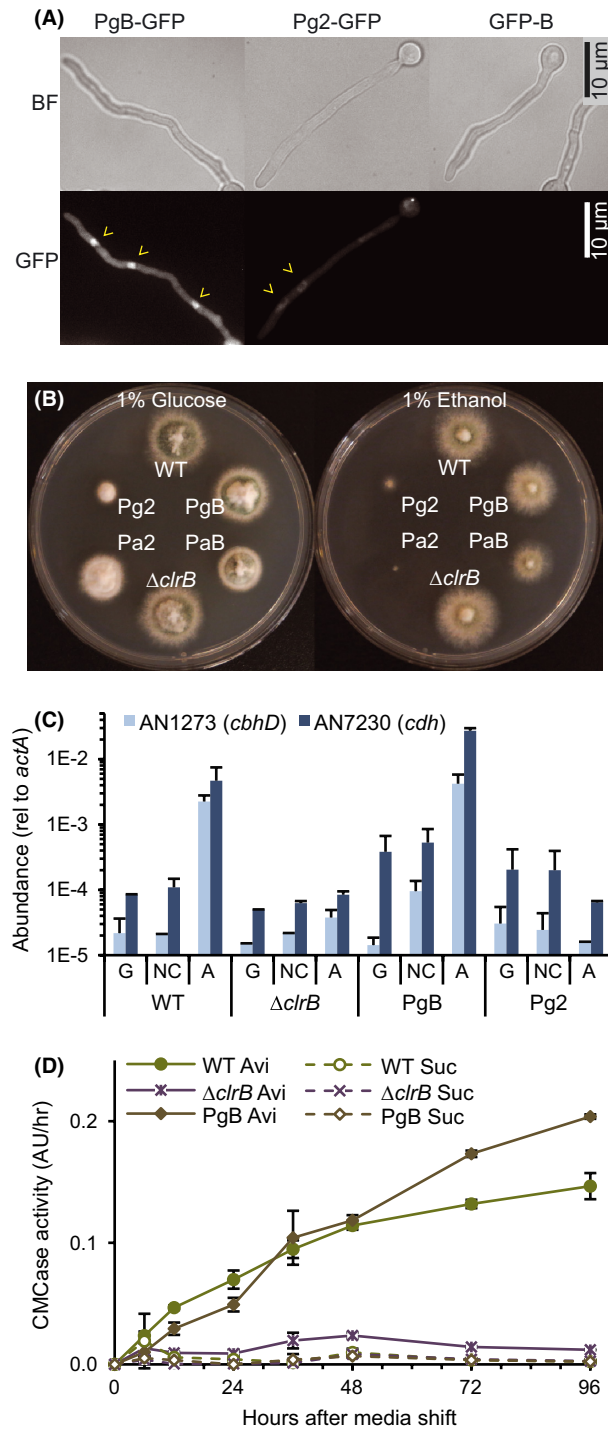 (A)
PgB-GFP Pg2-GFP GFP-B
BF
10 µm
GFP
10 µm
(B)
1% Glucose 1% Ethanol
WT WT
Pg2 PgB Pg2 PgB
Pa2 PaB Pa2 PaB
ΔclrB ΔclrB
(C)
AN1273 (cbhD) AN7230 (cdh)
Abundance (rel to actA)
1E-2
1E-3
1E-4
1E-5
G NC A G NC A G NC A G NC A
WT ΔclrB PgB Pg2
(D)
WT Avi WT Suc
ΔclrB Avi ΔclrB Suc
PgB Avi PgB Suc
CMCase activity (AU/hr)
0.2
0.1
0.0
0 24 48 72 96
Hours after media shift